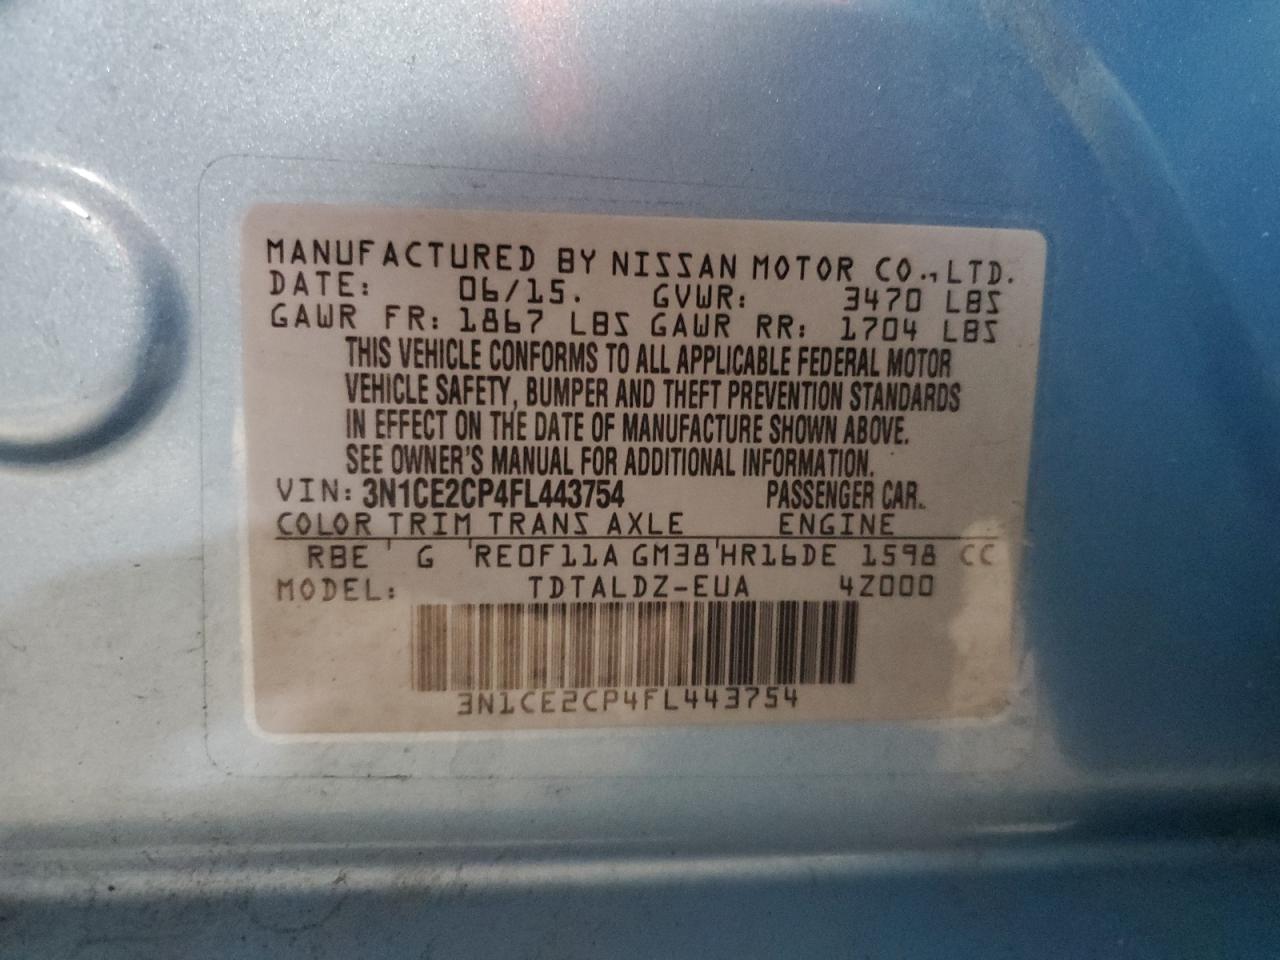 MANUFACTURED BY NISSAN MOTOR CO.,LTD.
DATE: 06/15. GVWR: 3470 LBS
GAWR FR: 1867 LBS GAWR RR: 1704 LBS
THIS VEHICLE CONFORMS TO ALL APPLICABLE FEDERAL MOTOR
VEHICLE SAFETY, BUMPER AND THEFT PREVENTION STANDARDS
IN EFFECT ON THE DATE OF MANUFACTURE SHOWN ABOVE.
SEE OWNER'S MANUAL FOR ADDITIONAL INFORMATION.
VIN: 3N1CE2CP4FL443754 PASSENGER CAR.
COLOR TRIM TRANS AXLE ENGINE
RBE ' G 'RE0F11A GM38'HR16DE 1598 CC
MODEL: TDTALDZ-EUA 4Z000
3N1CE2CP4FL443754